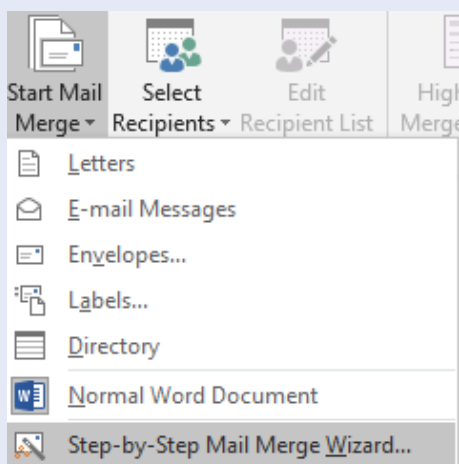 Start Mail Select Edit High
Merge Recipients Recipient List Merge
Letters
E-mail Messages
Envelopes...
Labels...
Directory
Normal Word Document
Step-by-Step Mail Merge Wizard...